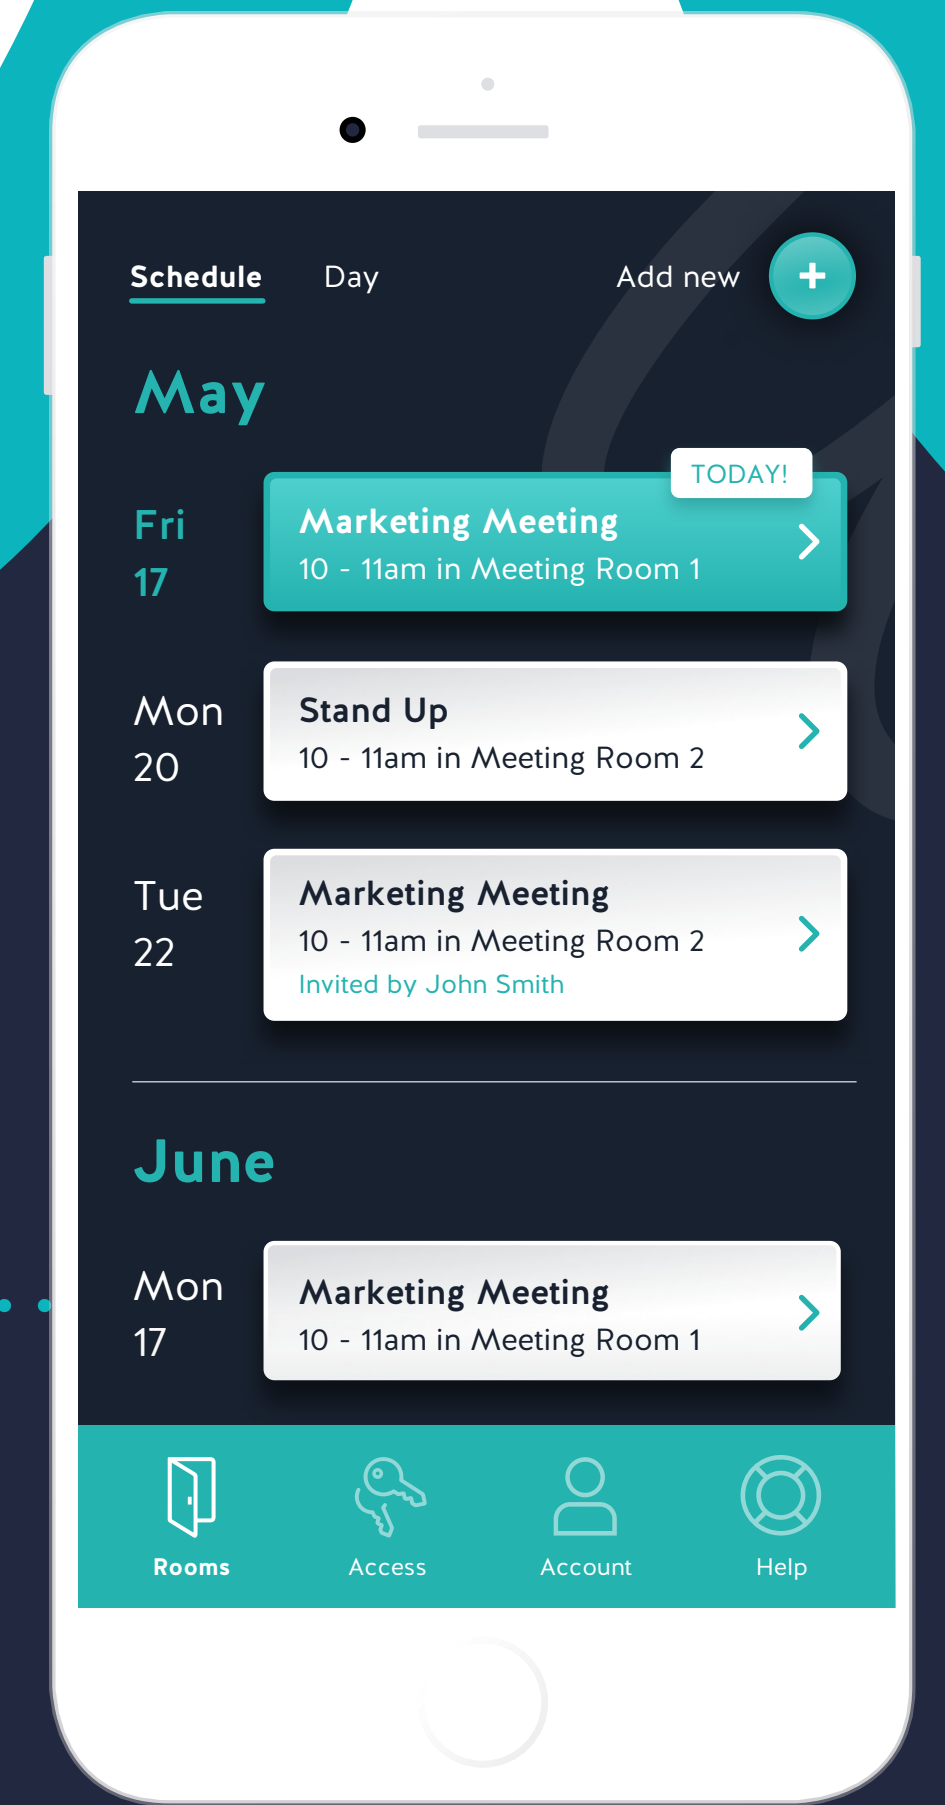 Schedule Day Add new +
May
TODAY!
Fri
17
Marketing Meeting
10 - 11am in Meeting Room 1
Mon
20
Stand Up
10 - 11am in Meeting Room 2
Tue
22
Marketing Meeting
10 - 11am in Meeting Room 2
Invited by John Smith
June
Mon
17
Marketing Meeting
10 - 11am in Meeting Room 1
Rooms Access Account Help